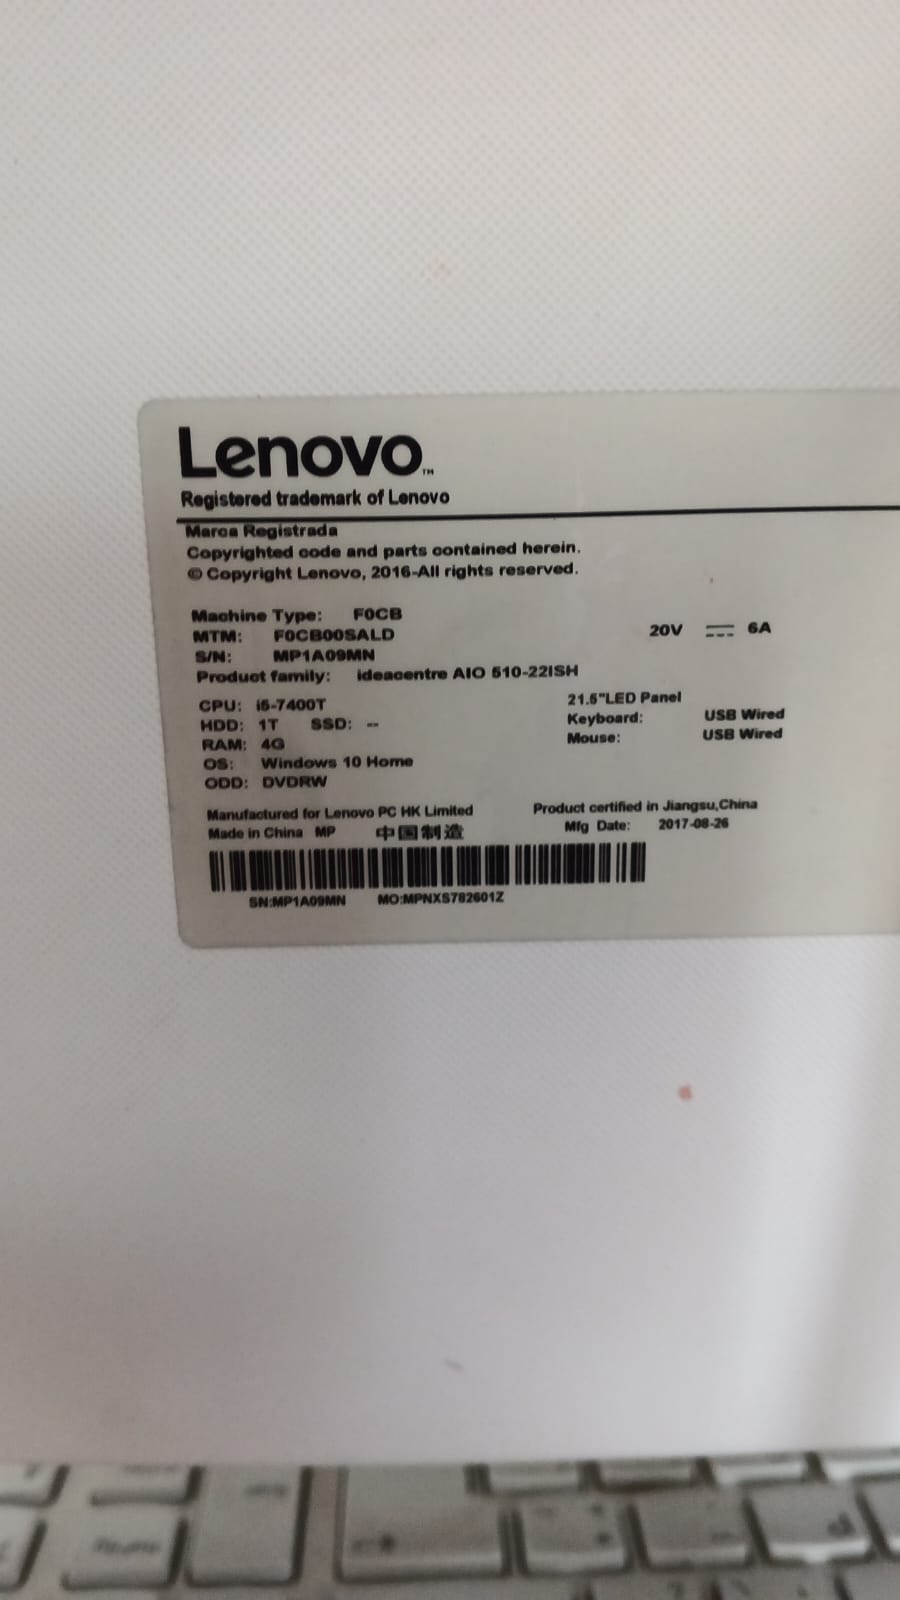 Lenovo™
Registered trademark of Lenovo
Marca Registrada
Copyrighted code and parts contained herein.
© Copyright Lenovo, 2016-All rights reserved.
Machine Type: F0CB
MTM: F0CB00SALD
20V ⎓ 6A
S/N: MP1A09MN
Product family: ideacentre AIO 510-22ISH
CPU: i5-7400T
21.5"LED Panel
HDD: 1T SSD: --
Keyboard: USB Wired
RAM: 4G
Mouse: USB Wired
OS: Windows 10 Home
ODD: DVDRW
Manufactured for Lenovo PC HK Limited
Product certified in Jiangsu,China
Made in China MP 中国制造
Mfg Date: 2017-08-26
SN:MP1A09MN MO:MPNXS782601Z